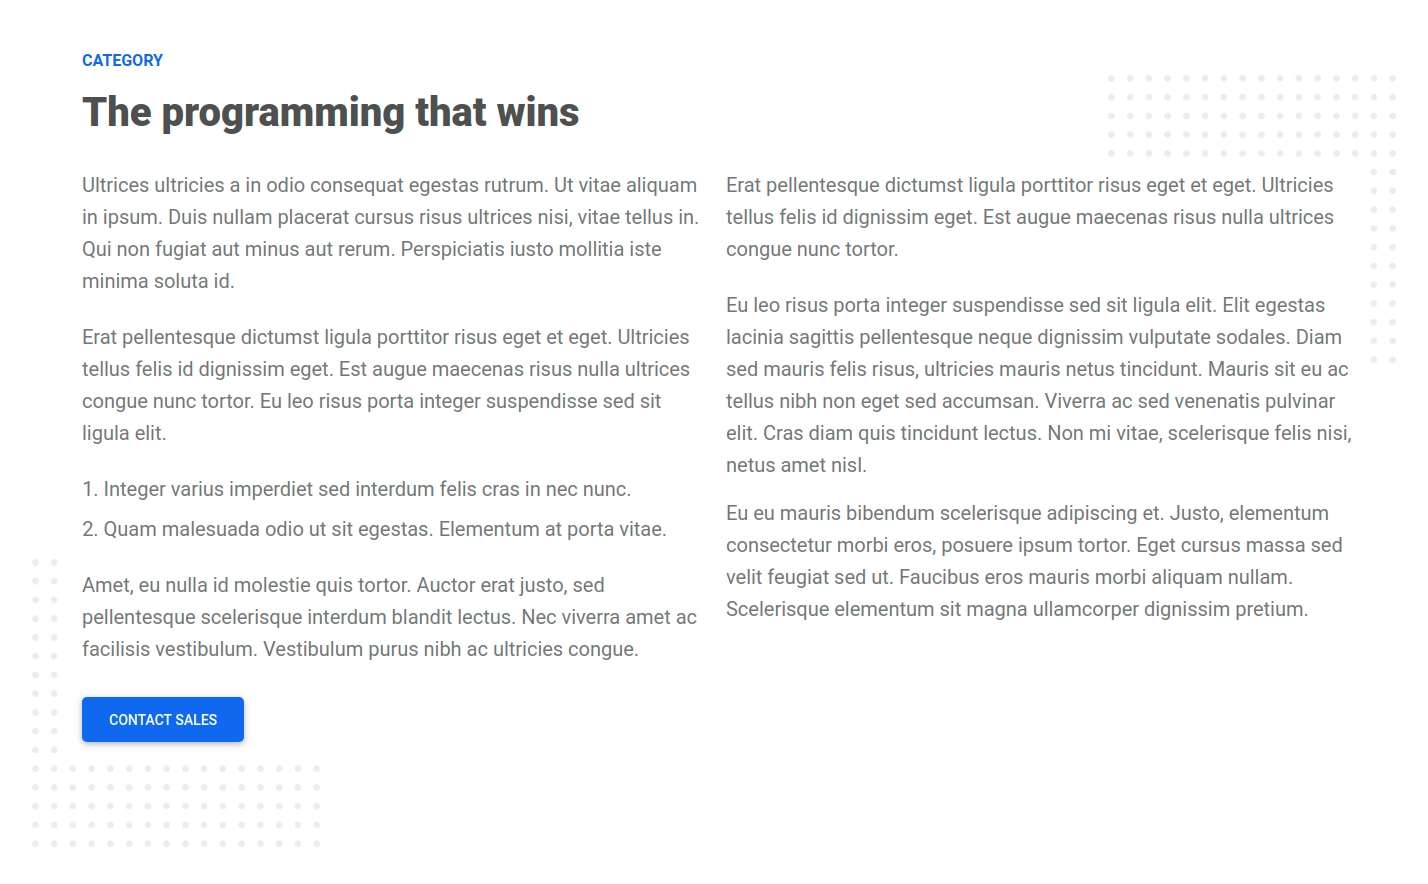 CATEGORY
The programming that wins
Ultrices ultricies a in odio consequat egestas rutrum. Ut vitae aliquam
in ipsum. Duis nullam placerat cursus risus ultrices nisi, vitae tellus in.
Qui non fugiat aut minus aut rerum. Perspiciatis iusto mollitia iste
minima soluta id.
Erat pellentesque dictumst ligula porttitor risus eget et eget. Ultricies
tellus felis id dignissim eget. Est augue maecenas risus nulla ultrices
congue nunc tortor. Eu leo risus porta integer suspendisse sed sit
ligula elit.
1. Integer varius imperdiet sed interdum felis cras in nec nunc.
2. Quam malesuada odio ut sit egestas. Elementum at porta vitae.
Amet, eu nulla id molestie quis tortor. Auctor erat justo, sed
pellentesque scelerisque interdum blandit lectus. Nec viverra amet ac
facilisis vestibulum. Vestibulum purus nibh ac ultricies congue.
CONTACT SALES
Erat pellentesque dictumst ligula porttitor risus eget et eget. Ultricies
tellus felis id dignissim eget. Est augue maecenas risus nulla ultrices
congue nunc tortor.
Eu leo risus porta integer suspendisse sed sit ligula elit. Elit egestas
lacinia sagittis pellentesque neque dignissim vulputate sodales. Diam
sed mauris felis risus, ultricies mauris netus tincidunt. Mauris sit eu ac
tellus nibh non eget sed accumsan. Viverra ac sed venenatis pulvinar
elit. Cras diam quis tincidunt lectus. Non mi vitae, scelerisque felis nisi,
netus amet nisl.
Eu eu mauris bibendum scelerisque adipiscing et. Justo, elementum
consectetur morbi eros, posuere ipsum tortor. Eget cursus massa sed
velit feugiat sed ut. Faucibus eros mauris morbi aliquam nullam.
Scelerisque elementum sit magna ullamcorper dignissim pretium.